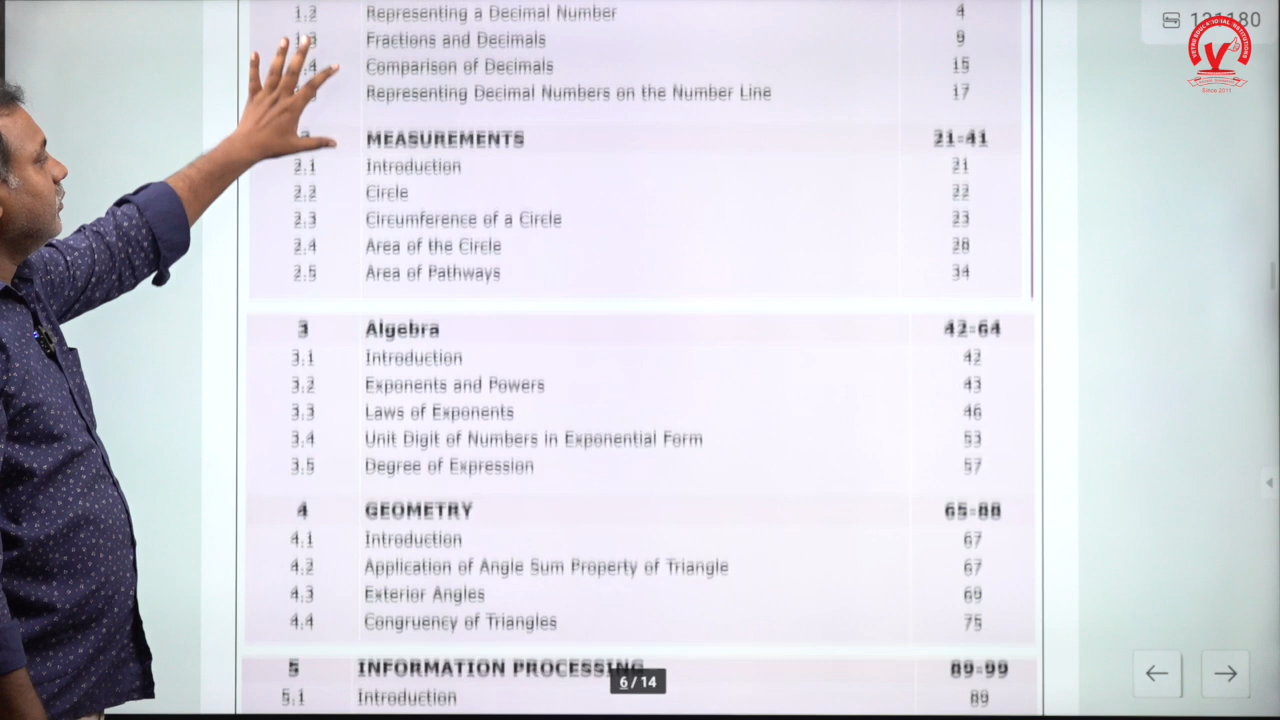 1.2 Representing a Decimal Number 4
Fractions and Decimals 9
Comparison of Decimals 15
Representing Decimal Numbers on the Number Line 17
MEASUREMENTS 21-41
2.1 Introduction 21
2.2 Circle 22
2.3 Circumference of a Circle 23
2.4 Area of the Circle 28
2.5 Area of Pathways 34
3 Algebra 42-64
3.1 Introduction 42
3.2 Exponents and Powers 43
3.3 Laws of Exponents 46
3.4 Unit Digit of Numbers in Exponential Form 53
3.5 Degree of Expression 57
4 GEOMETRY 65-88
4.1 Introduction 67
4.2 Application of Angle Sum Property of Triangle 67
4.3 Exterior Angles 69
4.4 Congruency of Triangles 75
5 INFORMATION PROCESSING 89-99
6 / 14
5.1 Introduction 89
VETRII EDUCATIONAL INSTITUTIONS
Since 2011